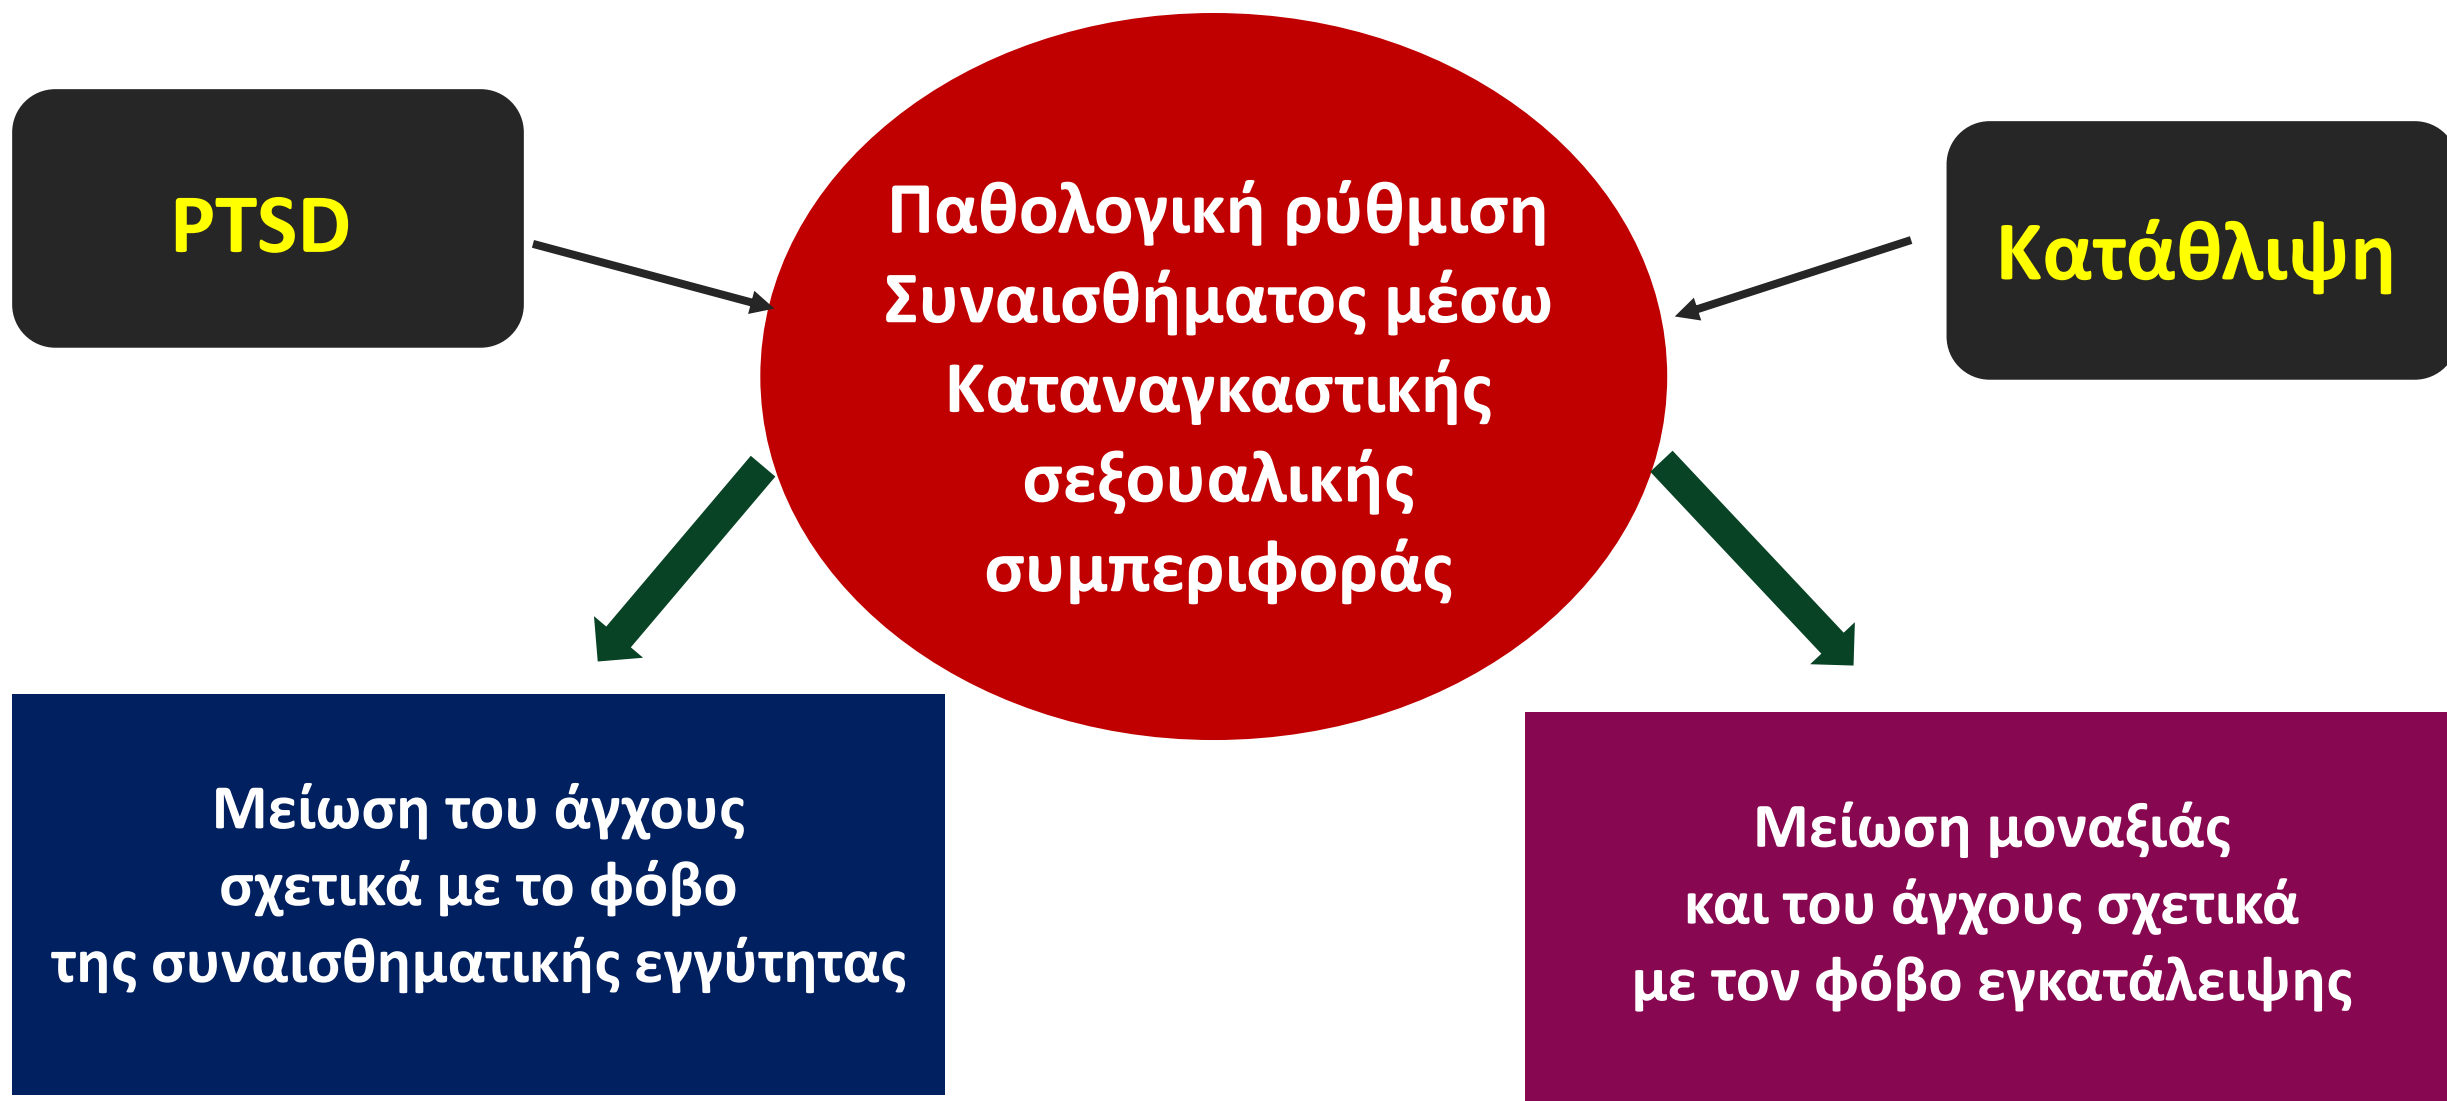 PTSD
Παθολογική ρύθμιση
Συναισθήματος μέσω
Καταναγκαστικής
σεξουαλικής
συμπεριφοράς
Κατάθλιψη
Μείωση του άγχους
σχετικά με το φόβο
της συναισθηματικής εγγύτητας
Μείωση μοναξιάς
και του άγχους σχετικά
με τον φόβο εγκατάλειψης